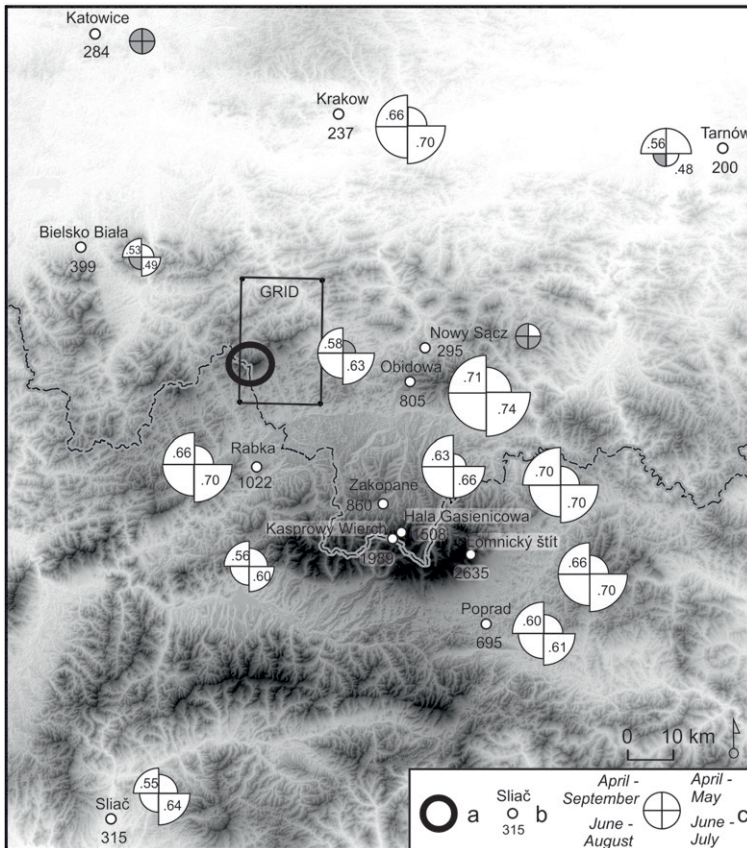 Katowice
284
Krakow
237
.66
.70
Tarnów
200
.56
.48
Bielsko Biała
399
.53
.49
GRID
Nowy Sącz
295
.58
.63
Obidowa
805
.71
.74
Rabka
1022
.66
.70
.63
.66
.70
.70
Zakopane
860
Hala Gasienicowa
1508
Kasprowy Wierch
1989
Łomnický štít
2635
.56
.60
.66
.70
Poprad
695
.60
.61
0 10 km
Sliač
315
.55
.64
a
Sliač
315
b
April -
September
June -
August
April -
May
June -
July
c